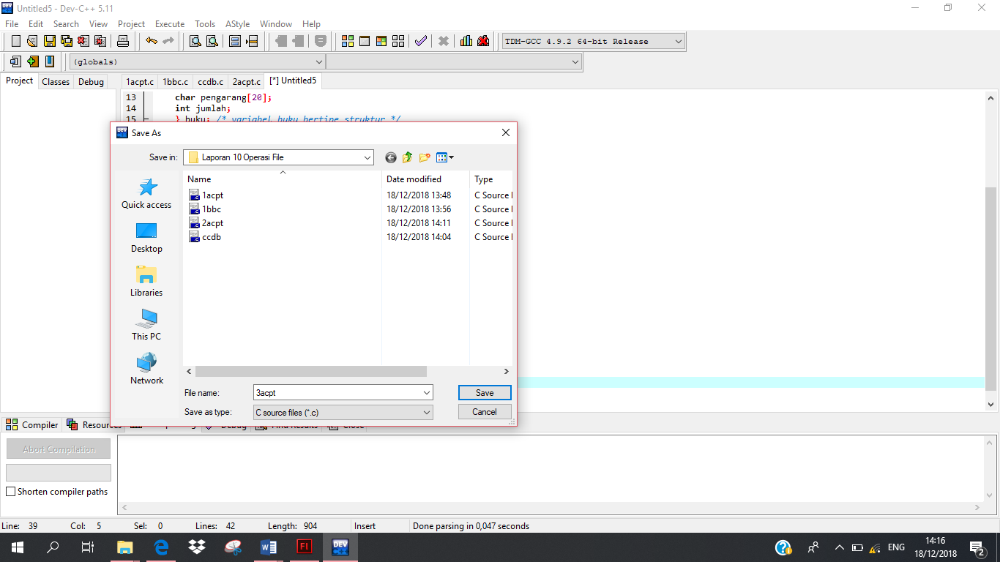 Untitled5 - Dev-C++ 5.11
File Edit Search View Project Execute Tools AStyle Window Help
TDM-GCC 4.9.2 64-bit Release
(globals)
Project Classes Debug 1acpt.c 1bbc.c ccdb.c 2acpt.c [*] Untitled5
13 char pengarang[20];
14 int jumlah;
15 } buku; /* variabel buku bertipe struktur */
Save As
Save in: Laporan 10 Operasi File
Name Date modified Type
1acpt 18/12/2018 13:48 C Source
1bbc 18/12/2018 13:56 C Source
2acpt 18/12/2018 14:11 C Source
ccdb 18/12/2018 14:04 C Source
Quick access
Desktop
Libraries
This PC
Network
File name: 3acpt Save
Save as type: C source files (*.c) Cancel
Compiler Resources Debug Find Results Close
Abort Compilation
Shorten compiler paths
Line: 39 Col: 5 Sel: 0 Lines: 42 Length: 904 Insert Done parsing in 0,047 seconds
DEV
ENG 14:16
18/12/2018
2